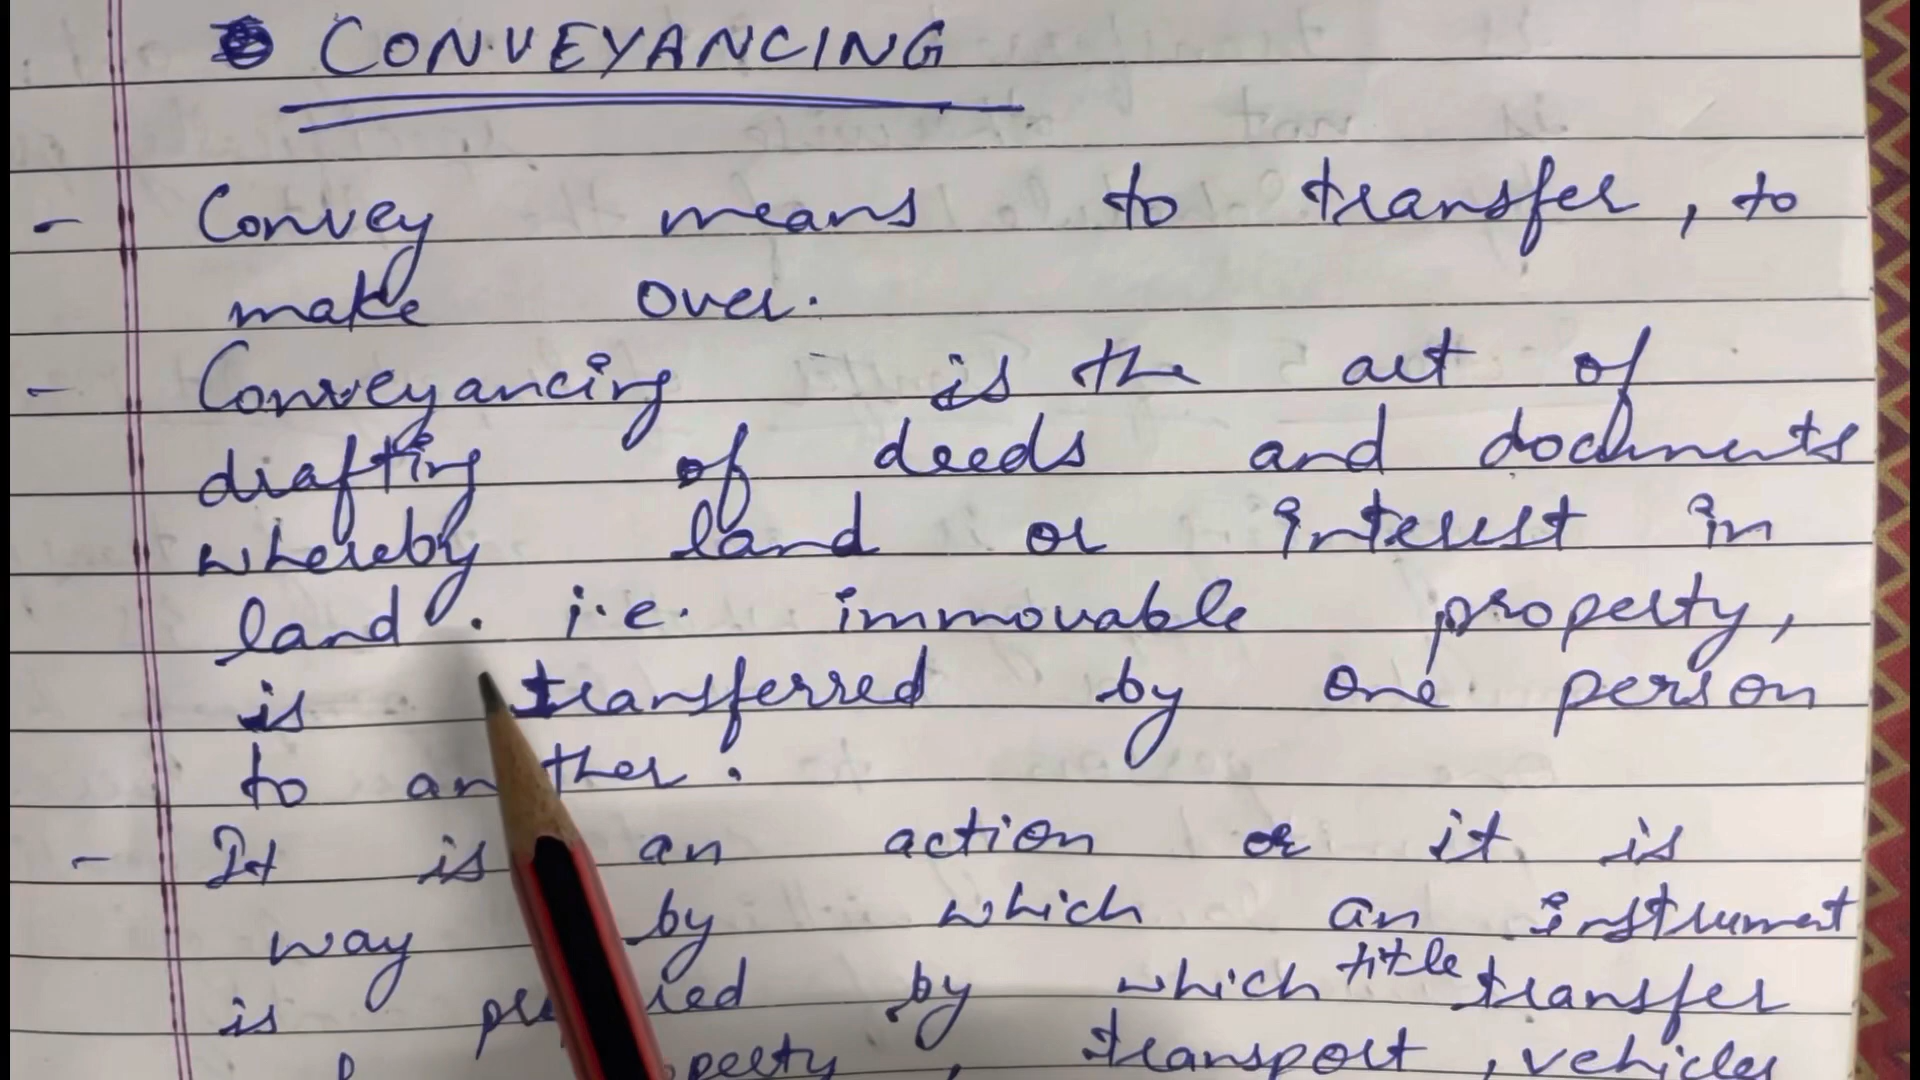 CONVEYANCING
- Convey means to transfer, to
make over.
- Conveyancing is the act of
drafting of deeds and documents
whereby land or interest in
land. i.e. immovable property,
is transferred by one person
to another.
- It is an action or it is
way by which an instrument
is by which title transfer
transport, vehicles